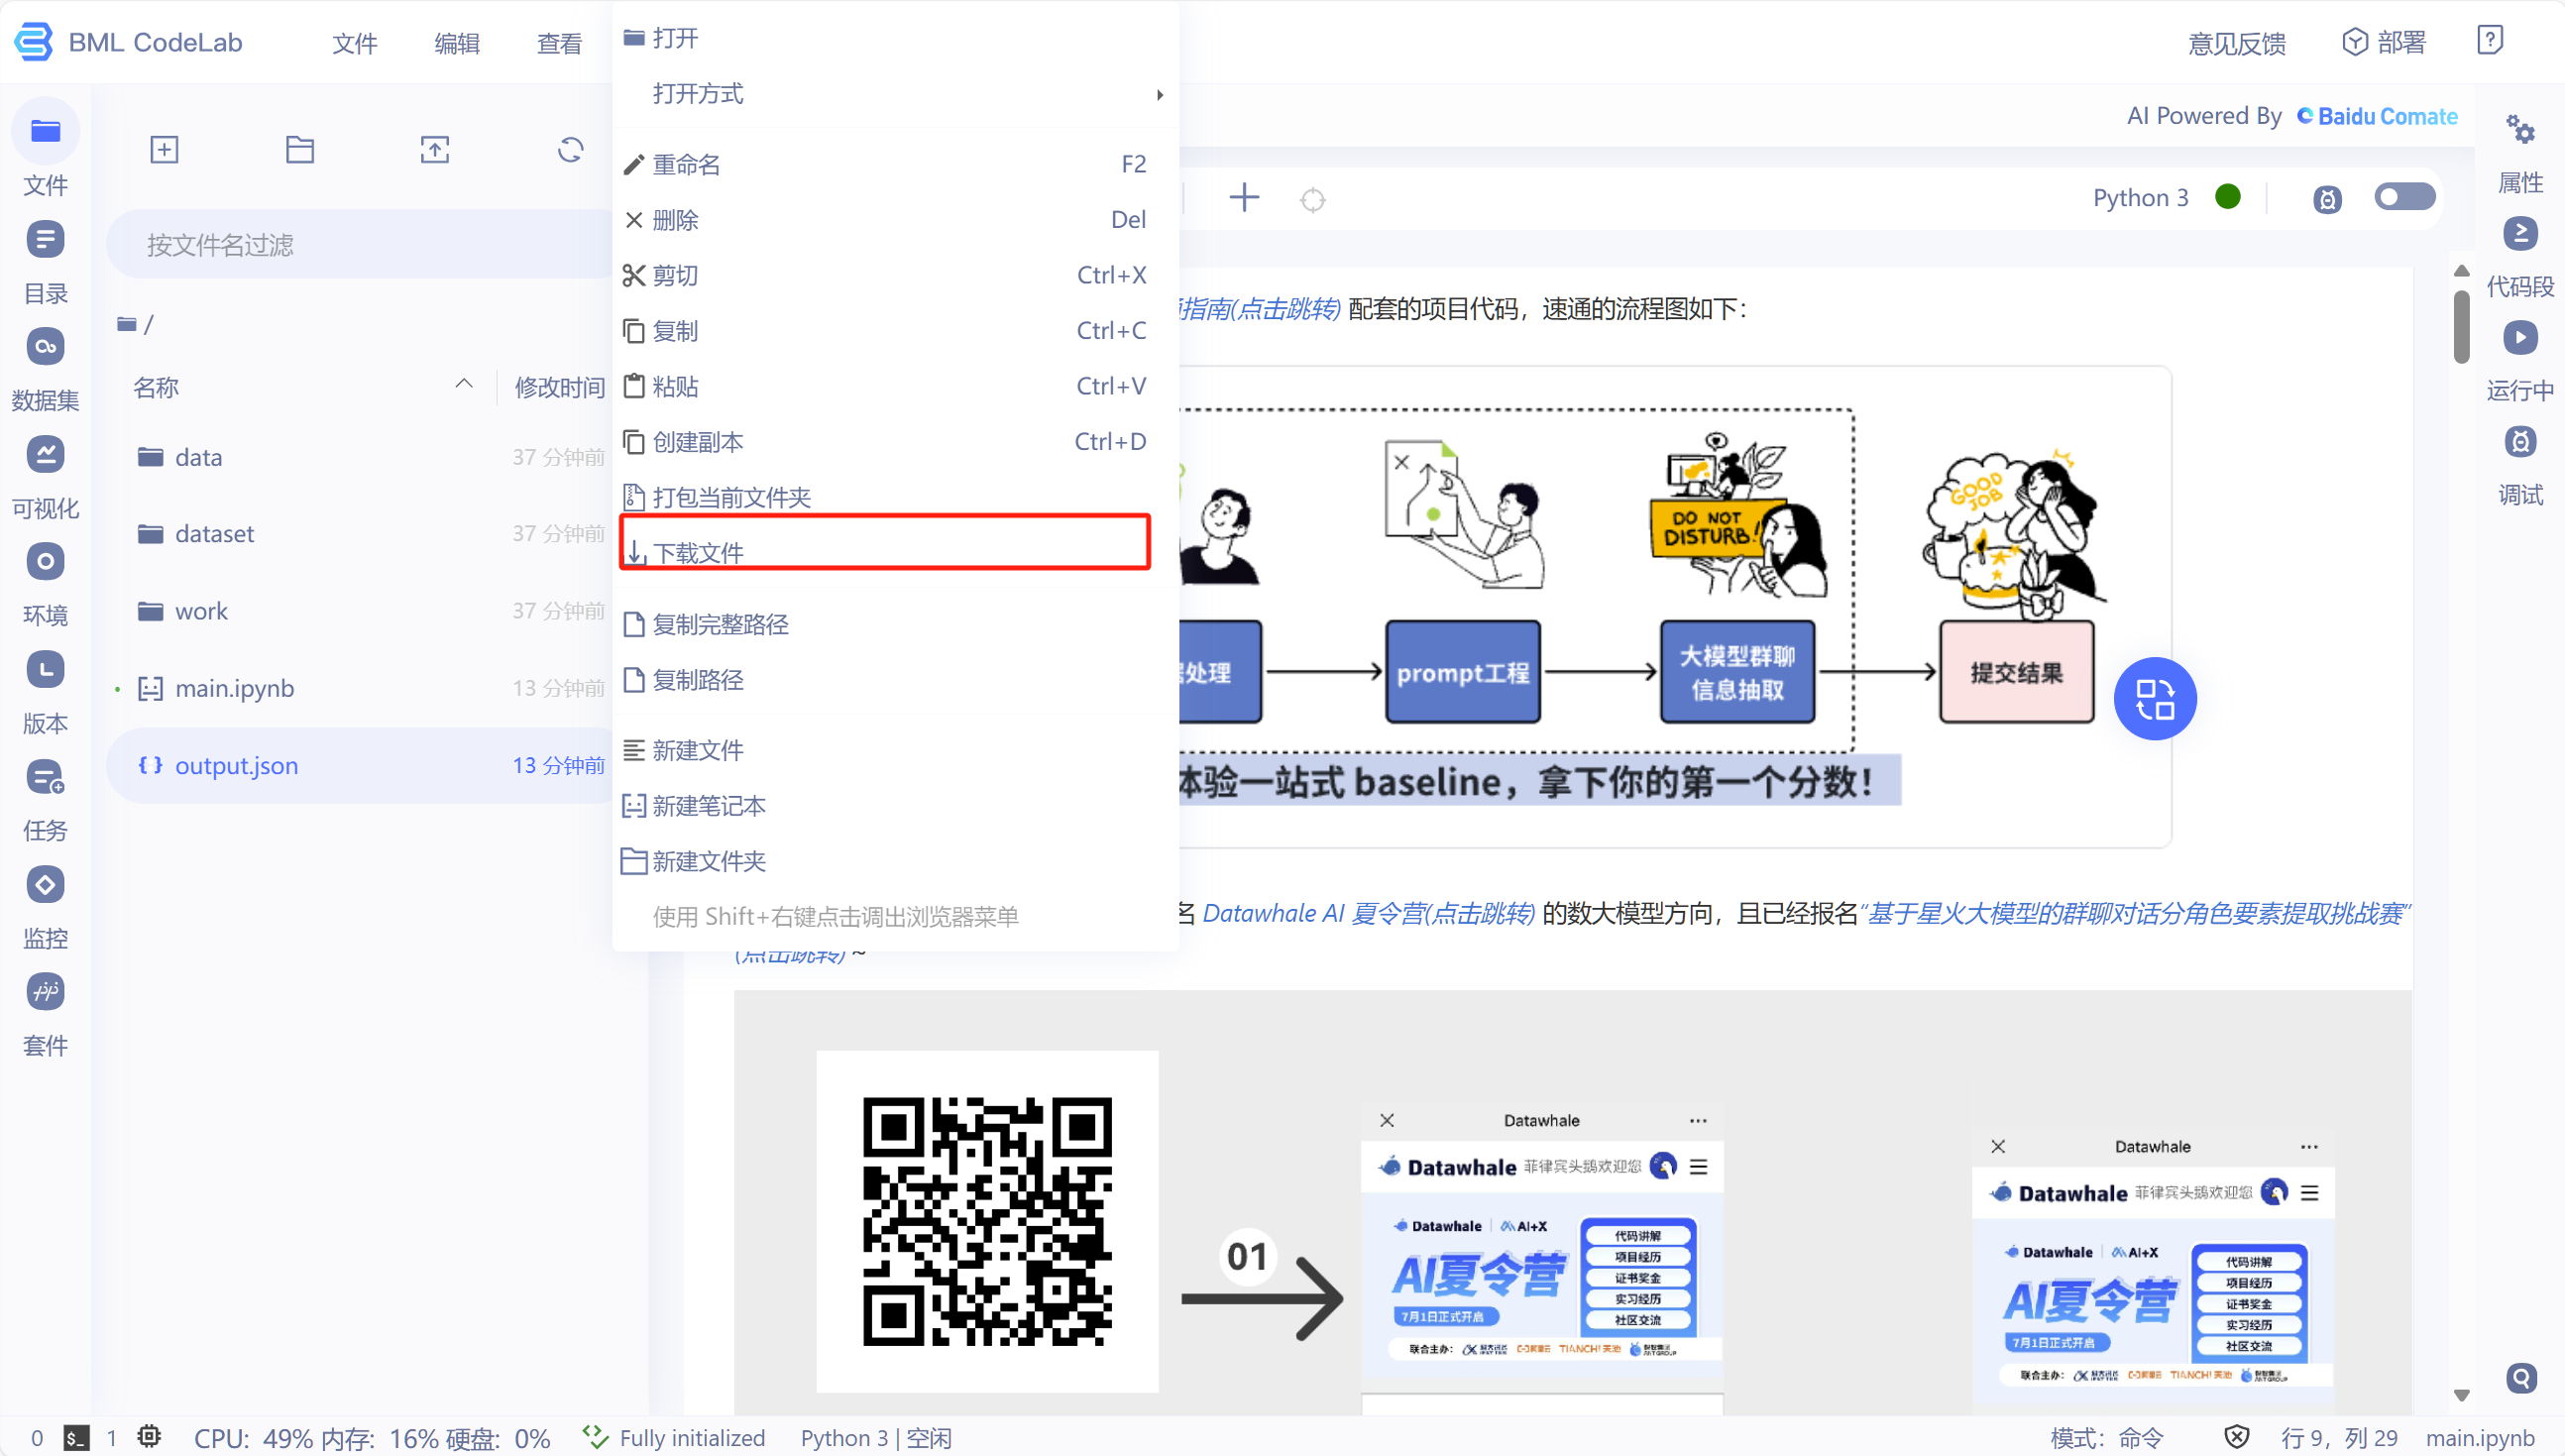 BML CodeLab
文件 编辑 查看
意见反馈 部署
AI Powered By Baidu Comate
文件
目录
数据集
可视化
环境
版本
任务
监控
套件
按文件名过滤
/
名称 修改时间
data 37 分钟前
dataset 37 分钟前
work 37 分钟前
main.ipynb 13 分钟前
output.json 13 分钟前
打开
打开方式
重命名 F2
删除 Del
剪切 Ctrl+X
复制 Ctrl+C
粘贴 Ctrl+V
创建副本 Ctrl+D
打包当前文件夹
下载文件
复制完整路径
复制路径
新建文件
新建笔记本
新建文件夹
使用 Shift+右键点击调出浏览器菜单
Python 3
属性
代码段
运行中
调试
指南(点击跳转) 配套的项目代码，速通的流程图如下：
DO NOT
DISTURB!
GOOD
JOB
处理
prompt工程
大模型群聊
信息抽取
提交结果
体验一站式 baseline，拿下你的第一个分数！
名 Datawhale AI 夏令营(点击跳转) 的数大模型方向，且已经报名“基于星火大模型的群聊对话分角色要素提取挑战赛”
(点击跳转) ~
01
Datawhale
Datawhale 菲律宾头鹅欢迎您
Datawhale AI+X
AI夏令营
7月1日正式开启
代码讲解
项目经历
证书奖金
实习经历
社区交流
联合主办： 阿里云 TIANCHI 天池
Datawhale
Datawhale 菲律宾头鹅欢迎您
Datawhale AI+X
AI夏令营
7月1日正式开启
代码讲解
项目经历
证书奖金
实习经历
社区交流
联合主办： 阿里云 TIANCHI 天池
0 $_ 1 CPU: 49% 内存: 16% 硬盘: 0% Fully initialized Python 3 | 空闲
模式： 命令 行 9，列 29 main.ipynb